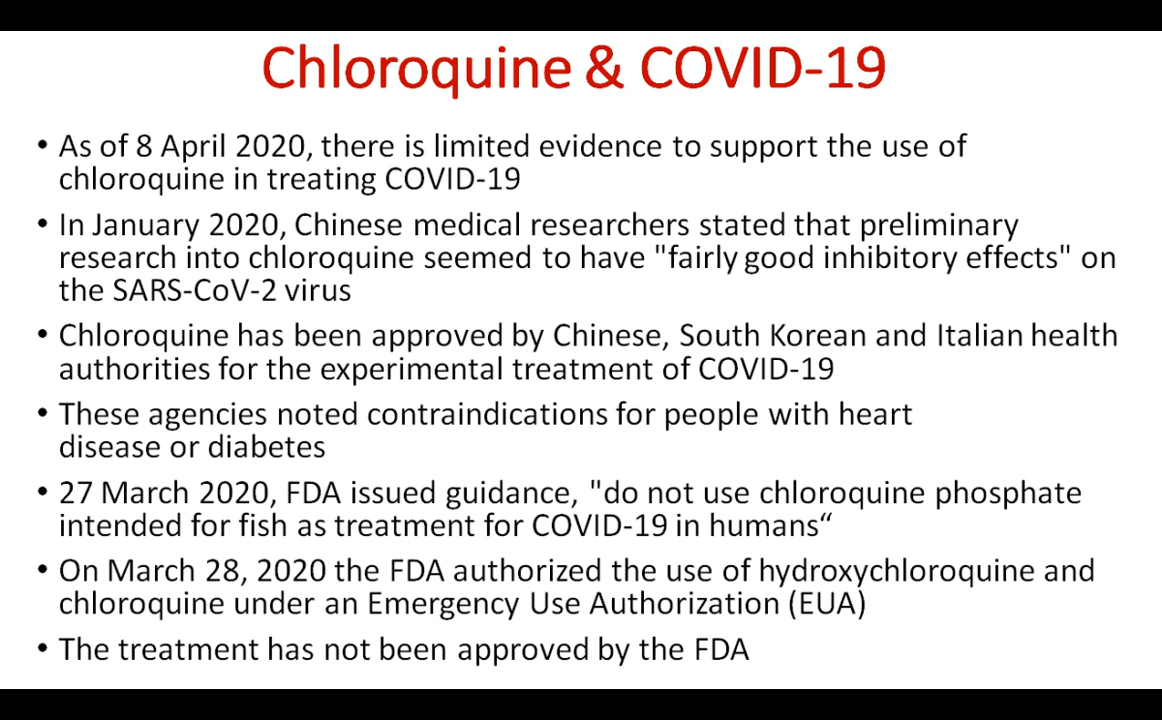 Chloroquine & COVID-19
• As of 8 April 2020, there is limited evidence to support the use of
chloroquine in treating COVID-19
• In January 2020, Chinese medical researchers stated that preliminary
research into chloroquine seemed to have "fairly good inhibitory effects" on
the SARS-CoV-2 virus
• Chloroquine has been approved by Chinese, South Korean and Italian health
authorities for the experimental treatment of COVID-19
• These agencies noted contraindications for people with heart
disease or diabetes
• 27 March 2020, FDA issued guidance, "do not use chloroquine phosphate
intended for fish as treatment for COVID-19 in humans“
• On March 28, 2020 the FDA authorized the use of hydroxychloroquine and
chloroquine under an Emergency Use Authorization (EUA)
• The treatment has not been approved by the FDA